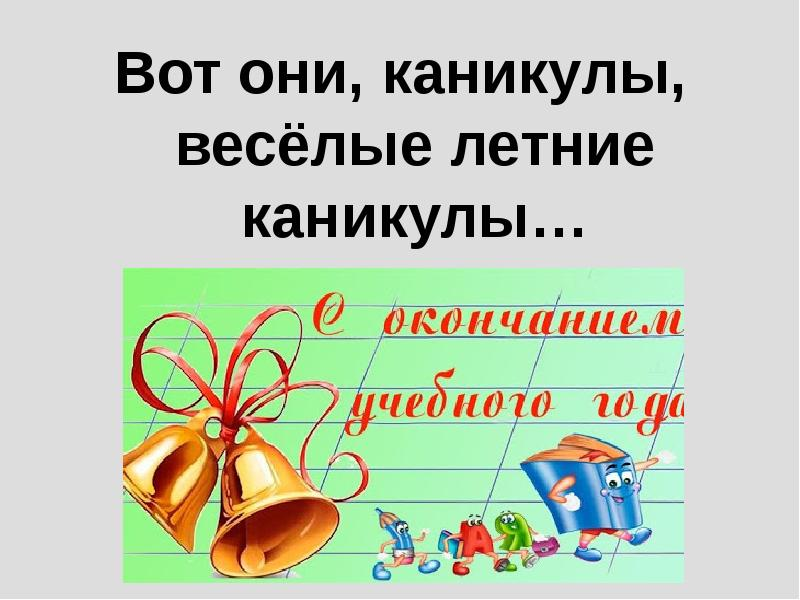 Вот они, каникулы,
весёлые летние
каникулы…
С окончанием
учебного года
А Я